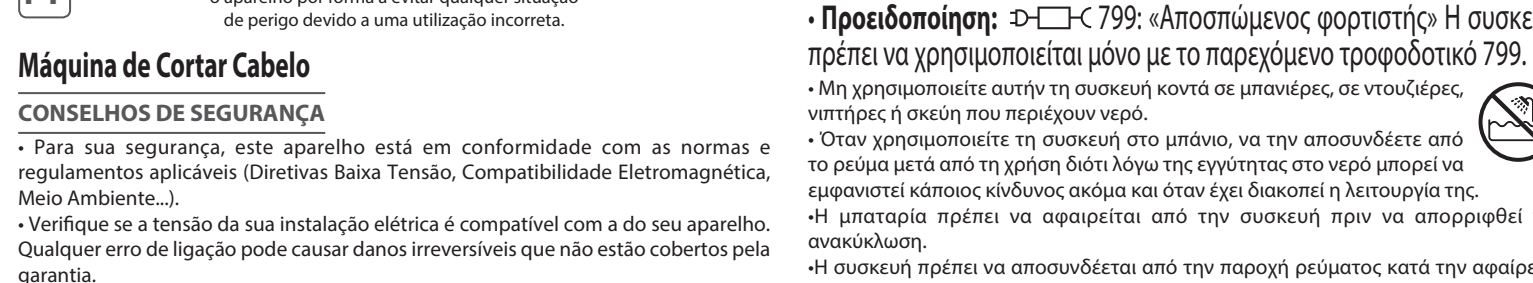 o aparelho por forma a evitar qualquer situação
de perigo devido a uma utilização incorreta.
Máquina de Cortar Cabelo
CONSELHOS DE SEGURANÇA
• Para sua segurança, este aparelho está em conformidade com as normas e
regulamentos aplicáveis (Diretivas Baixa Tensão, Compatibilidade Eletromagnética,
Meio Ambiente...).
• Verifique se a tensão da sua instalação elétrica é compatível com a do seu aparelho.
Qualquer erro de ligação pode causar danos irreversíveis que não estão cobertos pela
garantia.
• Προειδοποίηση: 799: «Αποσπώμενος φορτιστής» Η συσκε
πρέπει να χρησιμοποιείται μόνο με το παρεχόμενο τροφοδοτικό 799.
• Μη χρησιμοποιείτε αυτήν τη συσκευή κοντά σε μπανιέρες, σε ντουζιέρες,
νιπτήρες ή σκεύη που περιέχουν νερό.
• Όταν χρησιμοποιείτε τη συσκευή στο μπάνιο, να την αποσυνδέετε από
το ρεύμα μετά από τη χρήση διότι λόγω της εγγύτητας στο νερό μπορεί να
εμφανιστεί κάποιος κίνδυνος ακόμα και όταν έχει διακοπεί η λειτουργία της.
•Η μπαταρία πρέπει να αφαιρείται από την συσκευή πριν να απορριφθεί
ανακύκλωση.
•Η συσκευή πρέπει να αποσυνδέεται από την παροχή ρεύματος κατά την αφαίρε